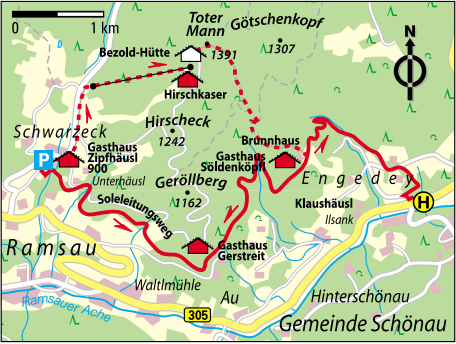 0
1 km
Toter
Mann
1391
Götschenkopf
1307
N
Bezold-Hütte
Hirschkaser
Schwarzeck
Hirscheck
1242
Brunnhaus
P
Gasthaus
Zipfhäusl
900
Unterhäusl
Gasthaus
Söldenköpfl
Geröllberg
1162
Engedey
Klaushäusl
Ilsank
H
Soleleitungsweg
Ramsau
Gasthaus
Gerstreit
Waltlmühle
Au
Ramsauer Ache
305
Hinterschönau
Gemeinde Schönau